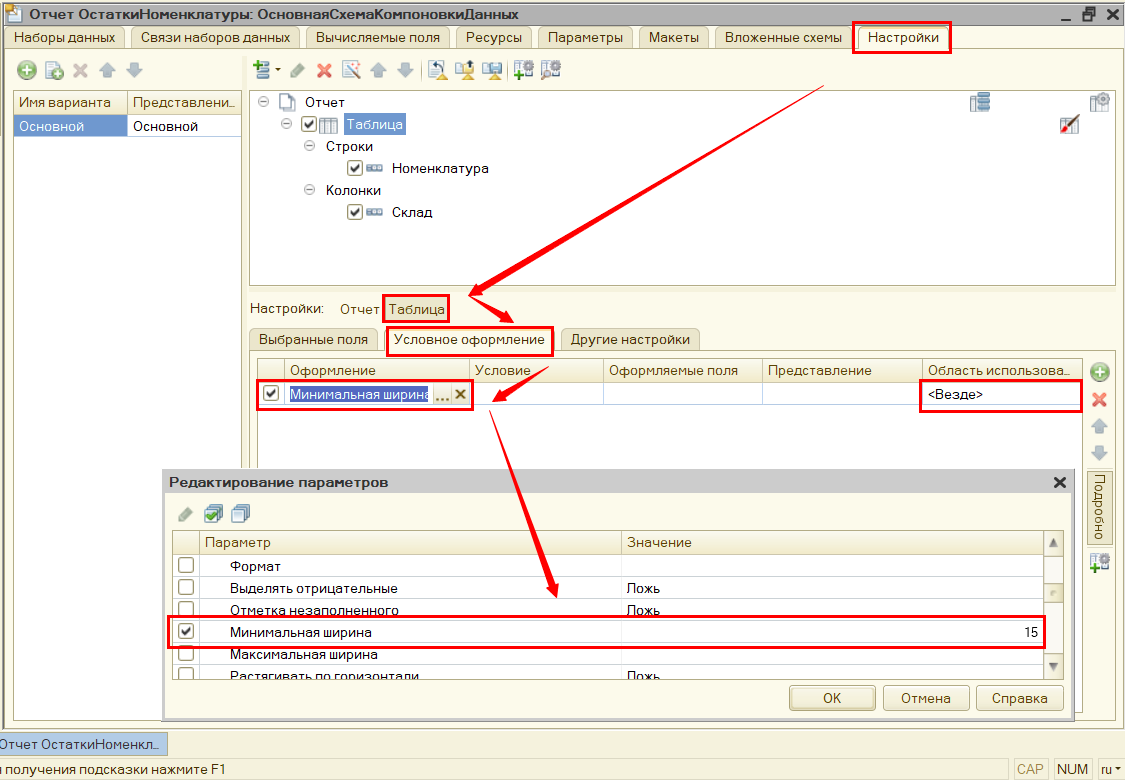 Отчет ОстаткиНоменклатуры: ОсновнаяСхемаКомпоновкиДанных
Наборы данных Связи наборов данных Вычисляемые поля Ресурсы Параметры Макеты Вложенные схемы Настройки
Имя варианта Представлени...
Основной Основной
Отчет
Таблица
Строки
Номенклатура
Колонки
Склад
Настройки: Отчет Таблица
Выбранные поля Условное оформление Другие настройки
Оформление Условие Оформляемые поля Представление Область использова...
Минимальная ширина ... <Везде>
Подробно
Редактирование параметров
Параметр Значение
Формат
Выделять отрицательные Ложь
Отметка незаполненного Ложь
Минимальная ширина 15
Максимальная ширина
Растягивать по горизонтали Ложь
ОК Отмена Справка
Отчет ОстаткиНоменкл...
я получения подсказки нажмите F1 CAP NUM ru